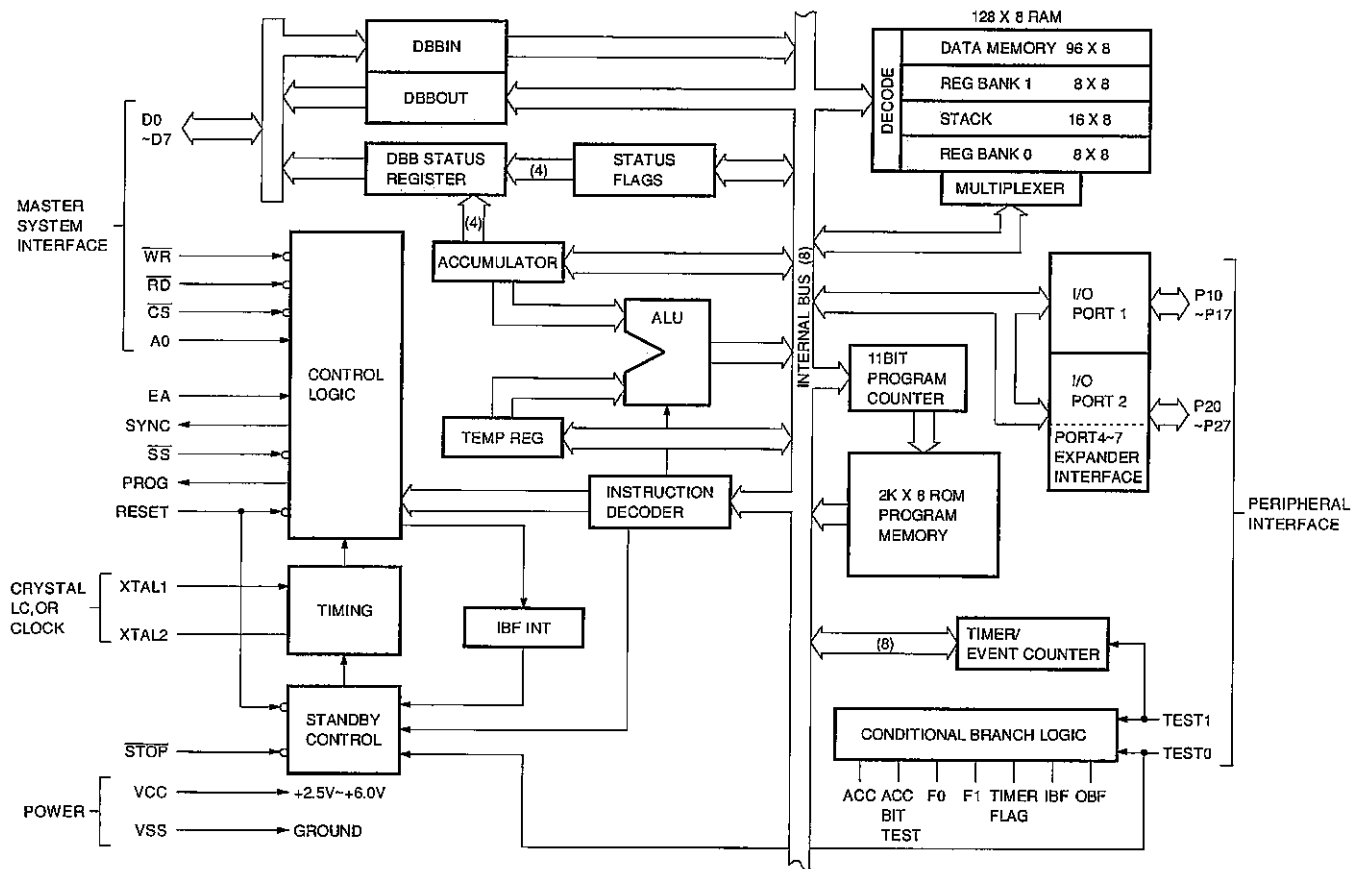 128 X 8 RAM
DBBIN
DBBOUT
DECODE
DATA MEMORY 96 X 8
REG BANK 1 8 X 8
STACK 16 X 8
REG BANK 0 8 X 8
MULTIPLEXER
D0
~D7
DBB STATUS
REGISTER
(4)
STATUS
FLAGS
(4)
MASTER
SYSTEM
INTERFACE
WR
RD
CS
A0
EA
SYNC
SS
PROG
RESET
CONTROL
LOGIC
ACCUMULATOR
ALU
TEMP REG
INSTRUCTION
DECODER
INTERNAL BUS (8)
11BIT
PROGRAM
COUNTER
2K X 8 ROM
PROGRAM
MEMORY
I/O
PORT 1
I/O
PORT 2
PORT4~7
EXPANDER
INTERFACE
P10
~P17
P20
~P27
PERIPHERAL
INTERFACE
CRYSTAL
LC,OR
CLOCK
XTAL1
XTAL2
TIMING
IBF INT
(8)
TIMER/
EVENT COUNTER
STANDBY
CONTROL
STOP
CONDITIONAL BRANCH LOGIC
TEST1
TEST0
ACC
ACC
BIT
TEST
F0
F1
TIMER
FLAG
IBF
OBF
POWER
VCC
+2.5V~+6.0V
VSS
GROUND